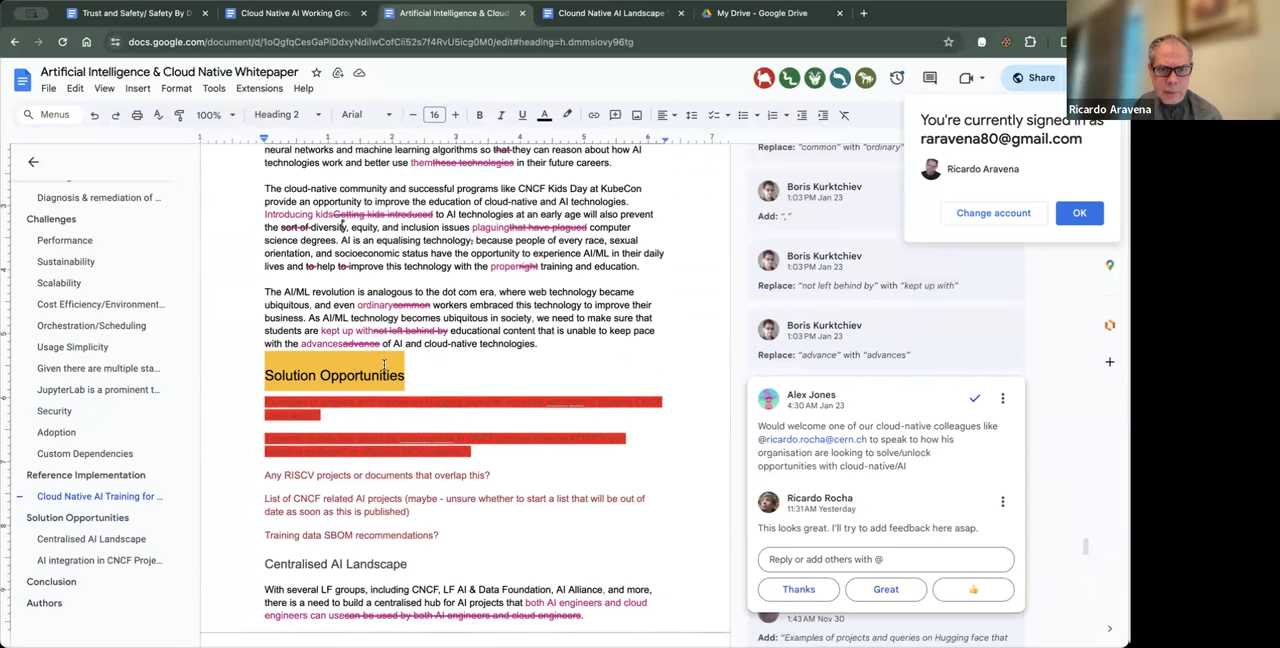 Trust and Safety/ Safety By D
Cloud Native AI Working Gro
Artificial Intelligence & Cloud
Clound Native AI Landscape
My Drive - Google Drive
docs.google.com/document/d/1oQgfqCesGaPiDdxyNdilwCofCii52s7f4RvU5icg0M0/edit#heading=h.dmmsiovy96tg
Artificial Intelligence & Cloud Native Whitepaper
File Edit View Insert Format Tools Extensions Help
Share
Menus 100% Heading 2 Arial 16
Ricardo Aravena
You're currently signed in as
raravena80@gmail.com
Ricardo Aravena
Change account OK
Diagnosis & remediation of ...
Challenges
Performance
Sustainability
Scalability
Cost Efficiency/Environment...
Orchestration/Scheduling
Usage Simplicity
Given there are multiple sta...
JupyterLab is a prominent t...
Security
Adoption
Custom Dependencies
Reference Implementation
Cloud Native AI Training for ...
Solution Opportunities
Centralised AI Landscape
AI integration in CNCF Proje...
Conclusion
Authors
neural networks and machine learning algorithms so that they can reason about how AI
technologies work and better use themthese technologies in their future careers.
The cloud-native community and successful programs like CNCF Kids Day at KubeCon
provide an opportunity to improve the education of cloud-native and AI technologies.
Introducing kidsGetting kids introduced to AI technologies at an early age will also prevent
the sort of diversity, equity, and inclusion issues plaguingthat have plagued computer
science degrees. AI is an equalising technology, because people of every race, sexual
orientation, and socioeconomic status have the opportunity to experience AI/ML in their daily
lives and to help to improve this technology with the properright training and education.
The AI/ML revolution is analogous to the dot com era, where web technology became
ubiquitous, and even ordinarycommon workers embraced this technology to improve their
business. As AI/ML technology becomes ubiquitous in society, we need to make sure that
students are kept up withnot left behind by educational content that is unable to keep pace
with the advancesadvance of AI and cloud-native technologies.
Solution Opportunities
Any RISCV projects or documents that overlap this?
List of CNCF related AI projects (maybe - unsure whether to start a list that will be out of
date as soon as this is published)
Training data SBOM recommendations?
Centralised AI Landscape
With several LF groups, including CNCF, LF AI & Data Foundation, AI Alliance, and more,
there is a need to build a centralised hub for AI projects that both AI engineers and cloud
engineers can usecan be used by both AI engineers and cloud engineers.
Replace: "common" with "ordinary"
Boris Kurktchiev
1:03 PM Jan 23
Add: ","
Boris Kurktchiev
1:03 PM Jan 23
Replace: "not left behind by" with "kept up with"
Boris Kurktchiev
1:03 PM Jan 23
Replace: "advance" with "advances"
Alex Jones
4:30 AM Jan 23
Would welcome one of our cloud-native colleagues like
@ricardo.rocha@cern.ch to speak to how his
organisation are looking to solve/unlock
opportunities with cloud-native/AI
Ricardo Rocha
11:31 AM Yesterday
This looks great. I'll try to add feedback here asap.
Reply or add others with @
Thanks Great
1:43 AM Nov 30
Add: "Examples of projects and queries on Hugging face that